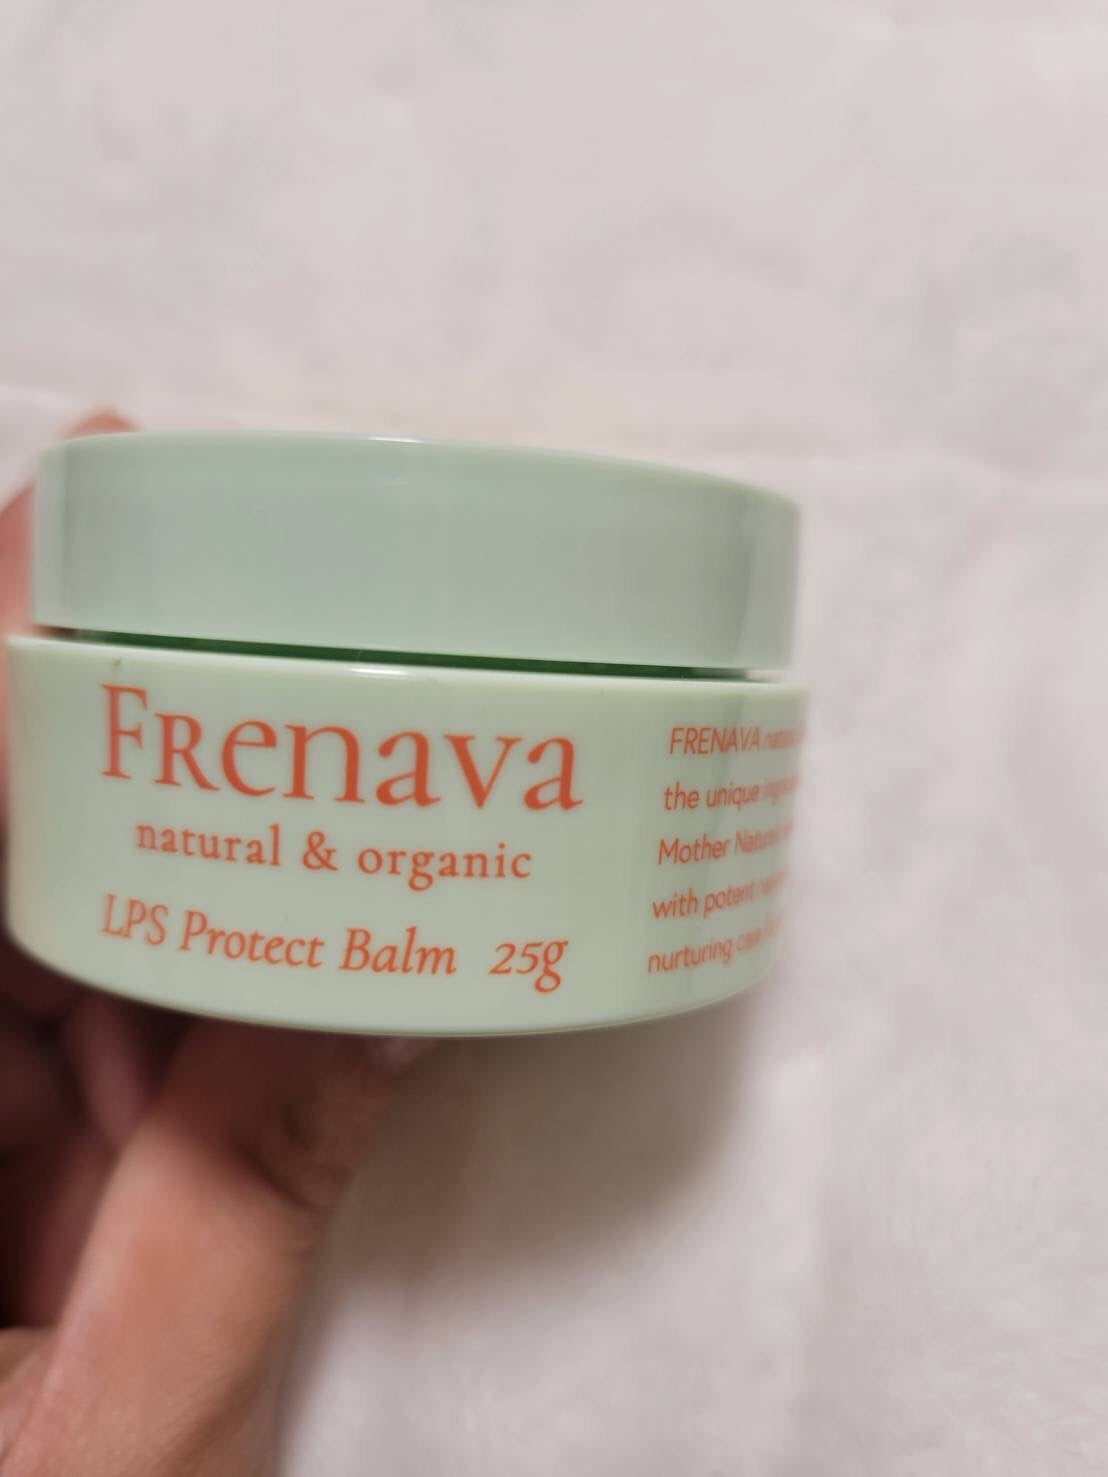 FRenava
natural & organic
LPS Protect Balm 25g
FRENAVA
the unique
Mother
with potent
nurturing